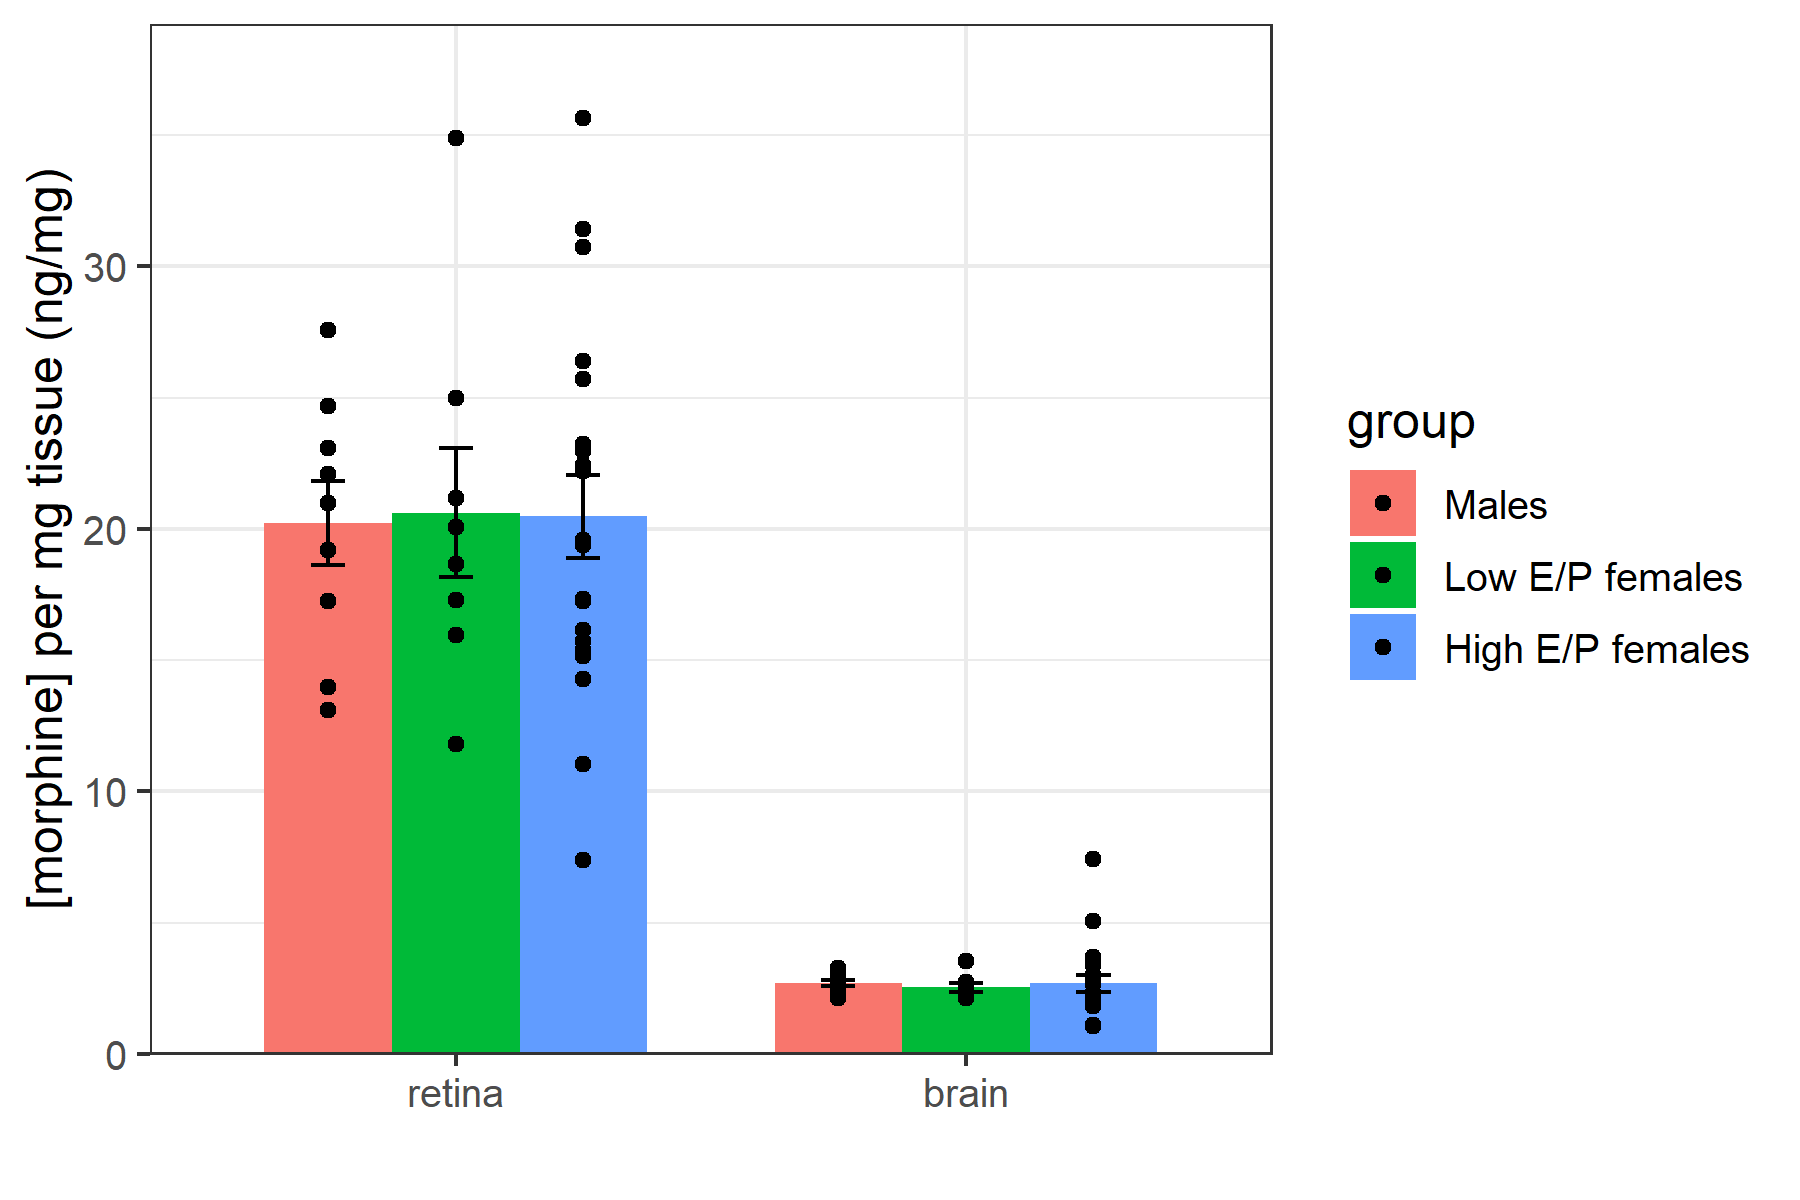 [morphine] per mg tissue (ng/mg)
30
20
10
0
retina
brain
group
Males
Low E/P females
High E/P females